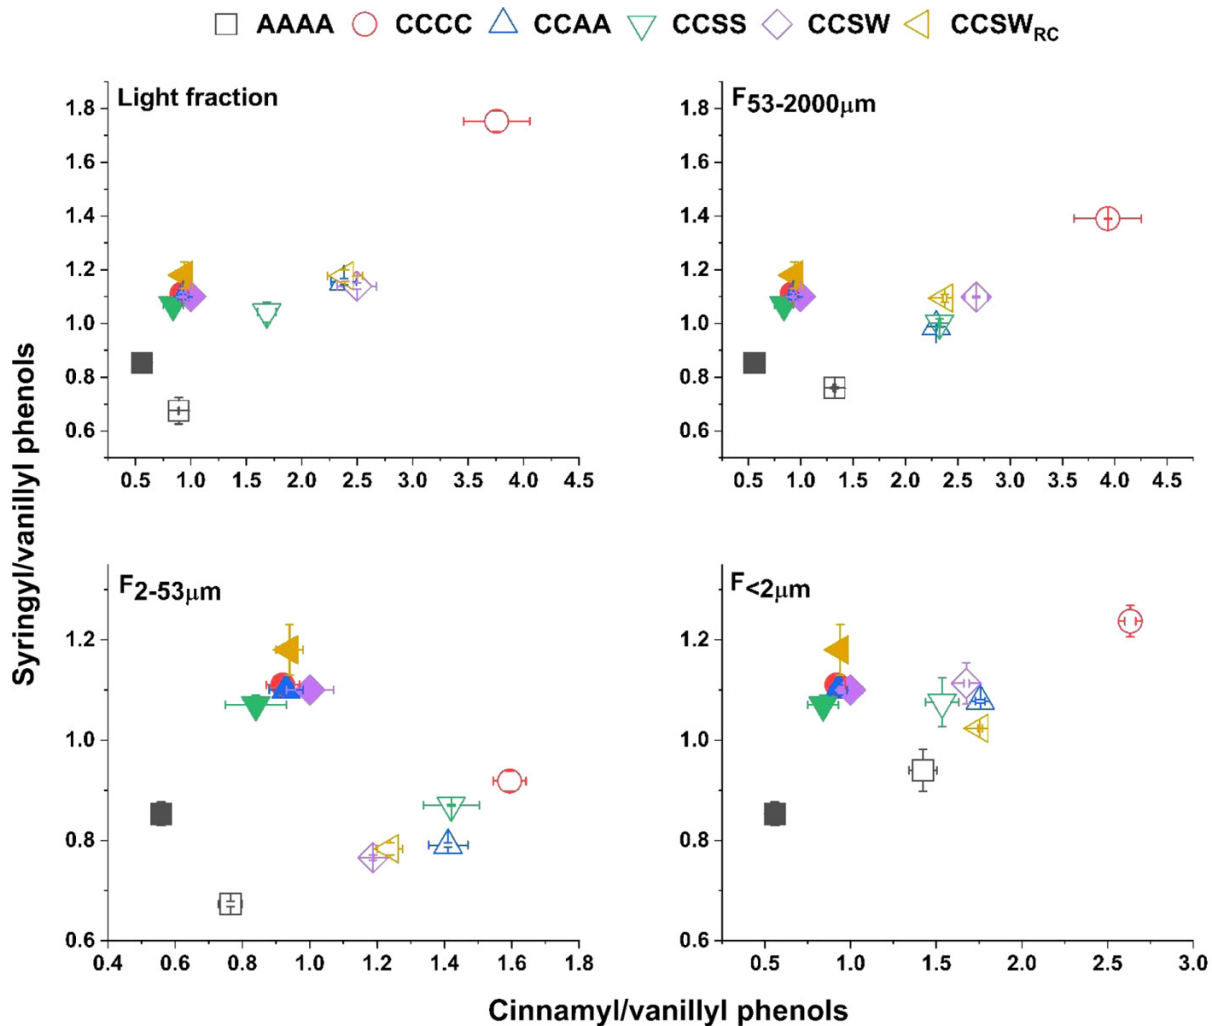 AAAA CCCC CCAA CCSS CCSW CCSWRC
Light fraction
1.8
1.6
1.4
1.2
1.0
0.8
0.6
0.5 1.0 1.5 2.0 2.5 3.0 3.5 4.0 4.5
F53-2000μm
1.8
1.6
1.4
1.2
1.0
0.8
0.6
0.5 1.0 1.5 2.0 2.5 3.0 3.5 4.0 4.5
F2-53μm
1.2
1.0
0.8
0.6
0.4 0.6 0.8 1.0 1.2 1.4 1.6 1.8
F<2μm
1.2
1.0
0.8
0.6
0.5 1.0 1.5 2.0 2.5 3.0
Syringyl/vanillyl phenols
Cinnamyl/vanillyl phenols